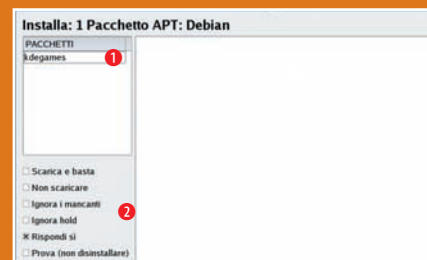 Installa: 1 Pacchetto APT: Debian
PACCHETTI
kdegames
1
Scarica e basta
Non scaricare
Ignora i mancanti
2
Ignora hold
Rispondi sì
Prova (non disinstallare)